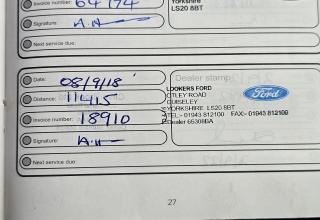 Invoice number: 64174
Yorkshire
LS20 8BT
Signature: A.H
Next service due:
Date: 08/9/18
Dealer stamp
Distance: 11415
LOOKERS FORD
OTLEY ROAD
GUISELEY
YORKSHIRE LS20 8BT
Invoice number: 18910
TEL - 01943 812100 FAX - 01943 812109
Dealer 65308BA
Ford
Signature: A.H
Next service due:
27